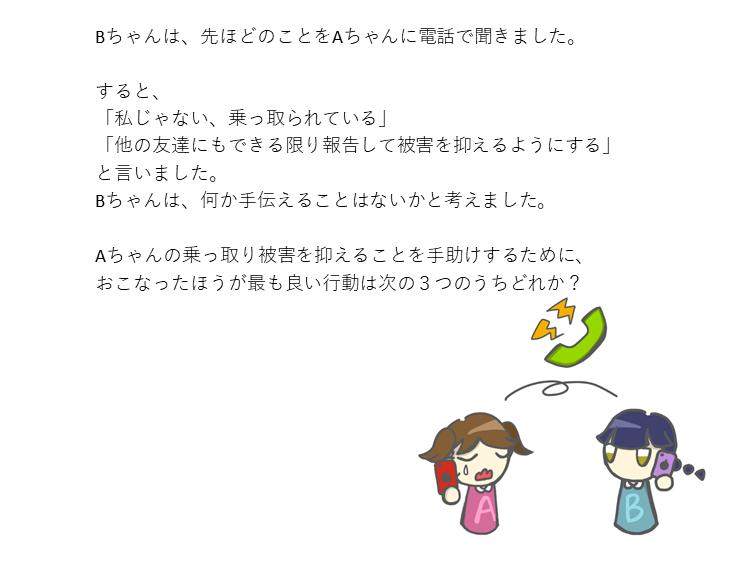 Bちゃんは、先ほどのことをAちゃんに電話で聞きました。
すると、
「私じゃない、乗っ取られている」
「他の友達にもできる限り報告して被害を抑えるようにする」
と言いました。
Bちゃんは、何か手伝えることはないかと考えました。
Aちゃんの乗っ取り被害を抑えることを手助けするために、
おこなったほうが最も良い行動は次の３つのうちどれか？
A
B